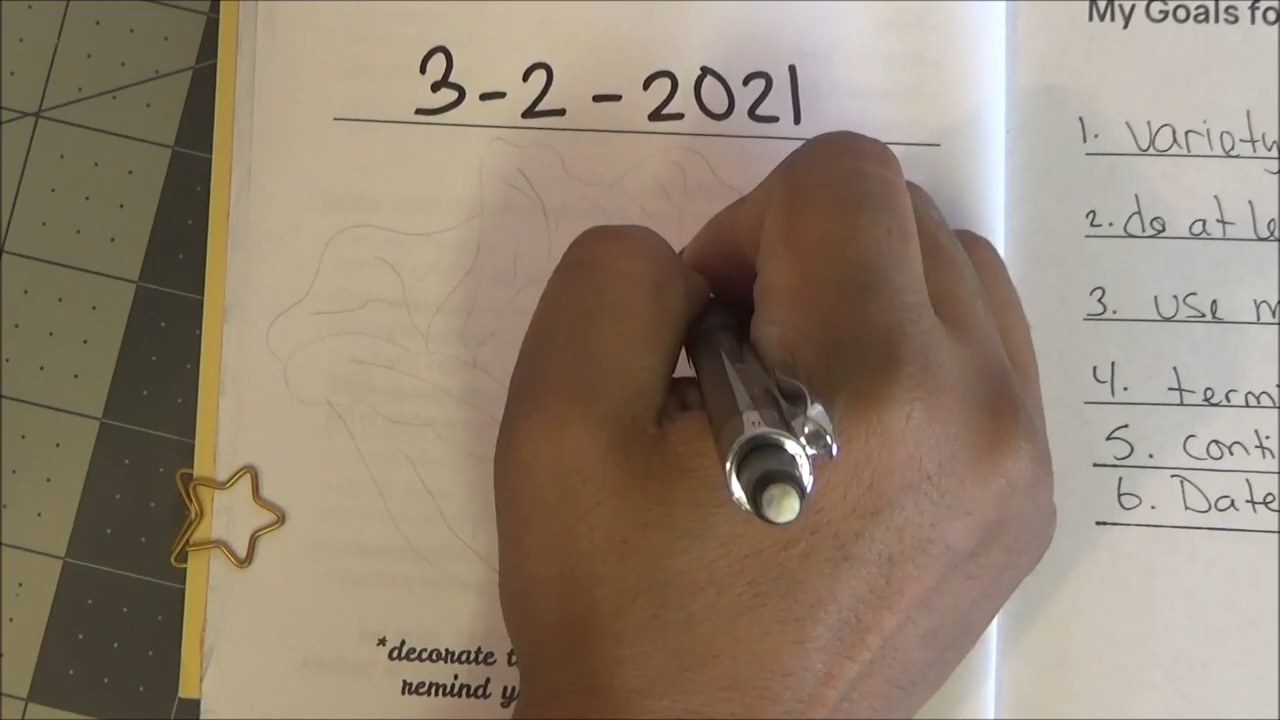 3-2-2021
My Goals fo
1. variety
2. do at le
3. use m
4. term
5. conti
6. Date
*decorate t
remind y